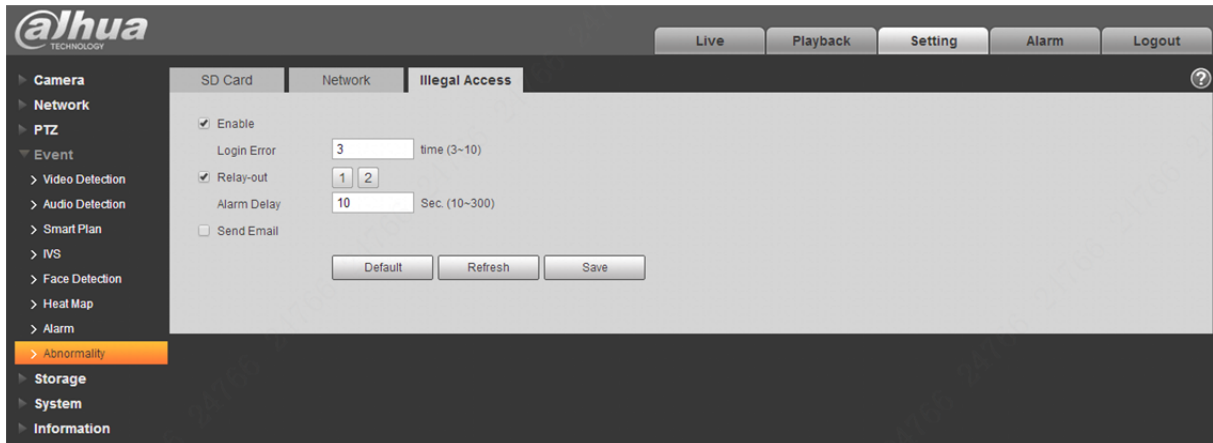 alhua
TECHNOLOGY
Live Playback Setting Alarm Logout
Camera
Network
PTZ
Event
> Video Detection
> Audio Detection
> Smart Plan
> IVS
> Face Detection
> Heat Map
> Alarm
> Abnormality
Storage
System
Information
SD Card Network Illegal Access ?
Enable
Login Error 3 time (3~10)
Relay-out 1 2
Alarm Delay 10 Sec. (10~300)
Send Email
Default Refresh Save